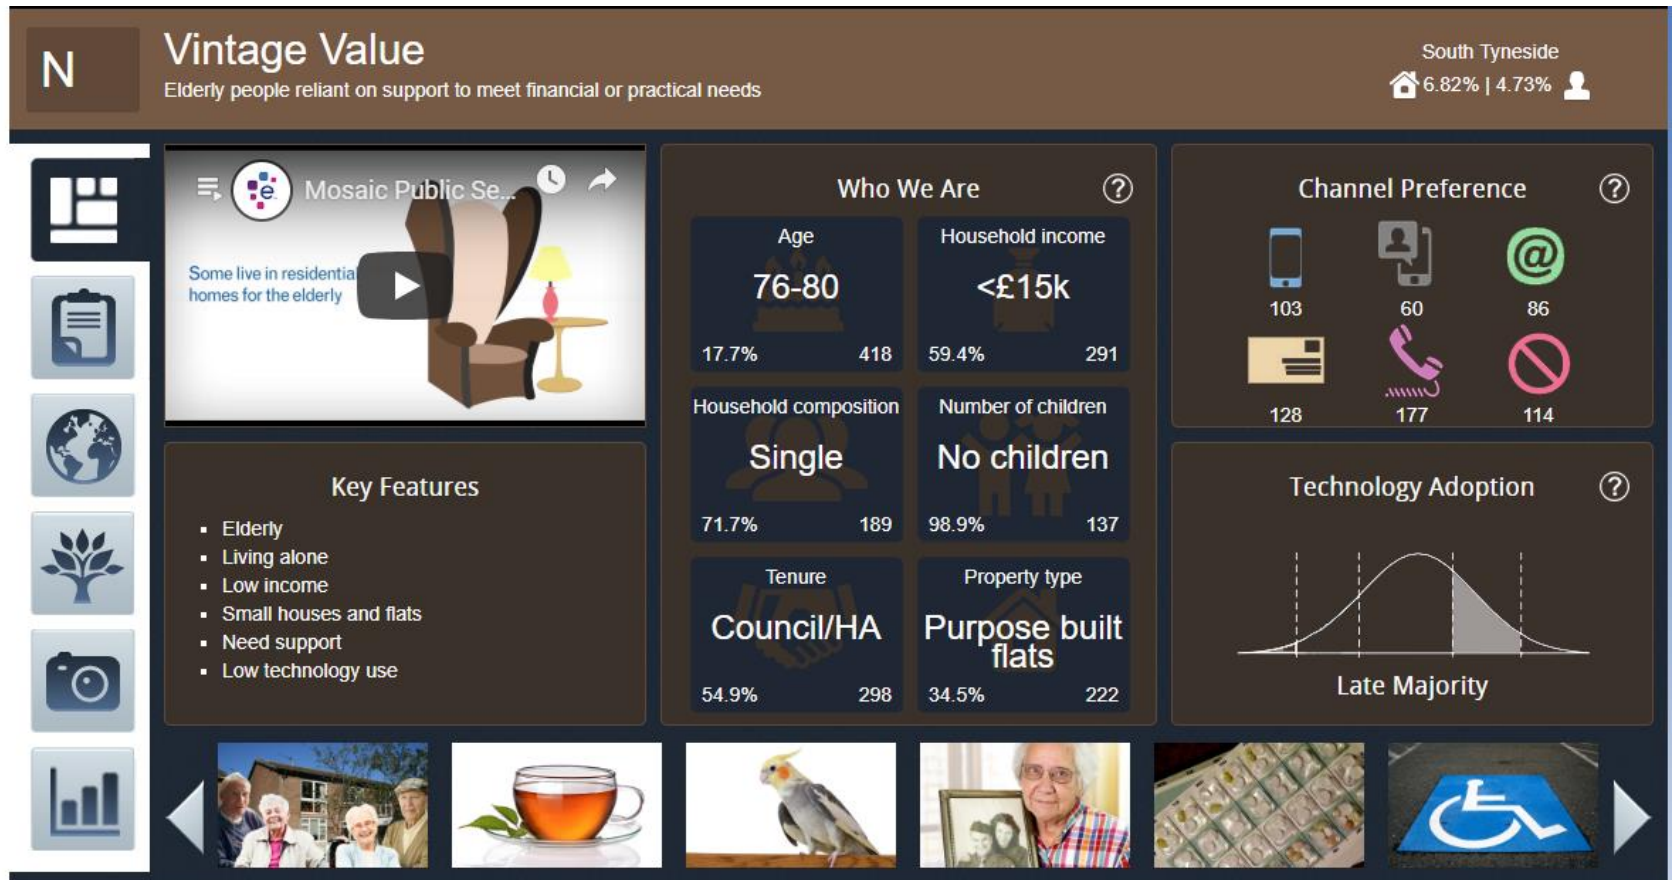 N
Vintage Value
Elderly people reliant on support to meet financial or practical needs
South Tyneside
6.82% | 4.73%
Mosaic Public Se...
Some live in residential
homes for the elderly
Key Features
Elderly
Living alone
Low income
Small houses and flats
Need support
Low technology use
Who We Are
?
Age
76-80
17.7% 418
Household income
<£15k
59.4% 291
Household composition
Single
71.7% 189
Number of children
No children
98.9% 137
Tenure
Council/HA
54.9% 298
Property type
Purpose built
flats
34.5% 222
Channel Preference
?
103 60 86
128 177 114
Technology Adoption
?
Late Majority